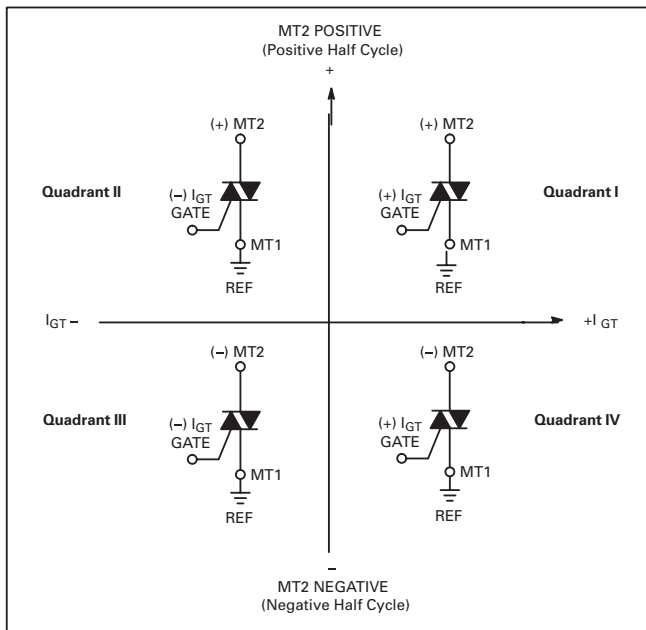 MT2 POSITIVE
(Positive Half Cycle)
+
(+) MT2
(+) MT2
Quadrant II
(−) IGT
GATE
MT1
REF
(+) IGT
GATE
MT1
REF
Quadrant I
IGT −
+IGT
(−) MT2
(−) MT2
Quadrant III
(−) IGT
GATE
MT1
REF
(+) IGT
GATE
MT1
REF
Quadrant IV
−
MT2 NEGATIVE
(Negative Half Cycle)